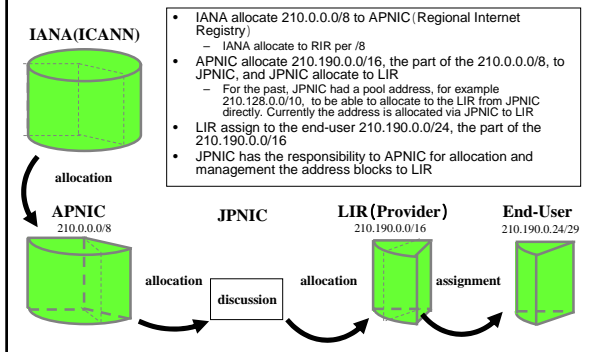 IANA(ICANN)
• IANA allocate 210.0.0.0/8 to APNIC(Regional Internet
Registry)
– IANA allocate to RIR per /8
• APNIC allocate 210.190.0.0/16, the part of the 210.0.0.0/8, to
JPNIC, and JPNIC allocate to LIR
– For the past, JPNIC had a pool address, for example
210.128.0.0/10, to be able to allocate to the LIR from JPNIC
directly. Currently the address is allocated via JPNIC to LIR
• LIR assign to the end-user 210.190.0.0/24, the part of the
210.190.0.0/16
• JPNIC has the responsibility to APNIC for allocation and
management the address blocks to LIR
allocation
APNIC
210.0.0.0/8
JPNIC
LIR(Provider)
210.190.0.0/16
End-User
210.190.0.24/29
allocation
discussion
allocation
assignment